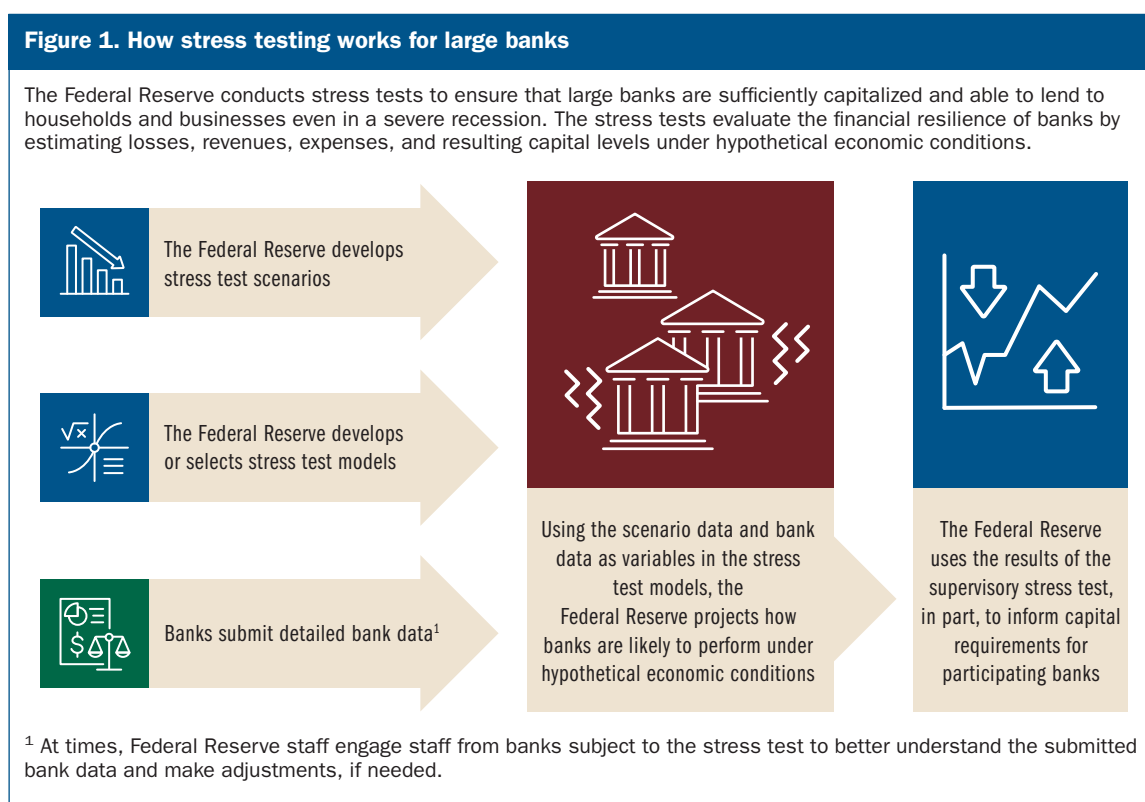 Figure 1. How stress testing works for large banks
The Federal Reserve conducts stress tests to ensure that large banks are sufficiently capitalized and able to lend to
households and businesses even in a severe recession. The stress tests evaluate the financial resilience of banks by
estimating losses, revenues, expenses, and resulting capital levels under hypothetical economic conditions.
The Federal Reserve develops
stress test scenarios
√x
The Federal Reserve develops
or selects stress test models
$
Banks submit detailed bank data¹
Using the scenario data and bank
data as variables in the stress
test models, the
Federal Reserve projects how
banks are likely to perform under
hypothetical economic conditions
The Federal Reserve
uses the results of the
supervisory stress test,
in part, to inform capital
requirements for
participating banks
¹ At times, Federal Reserve staff engage staff from banks subject to the stress test to better understand the submitted
bank data and make adjustments, if needed.